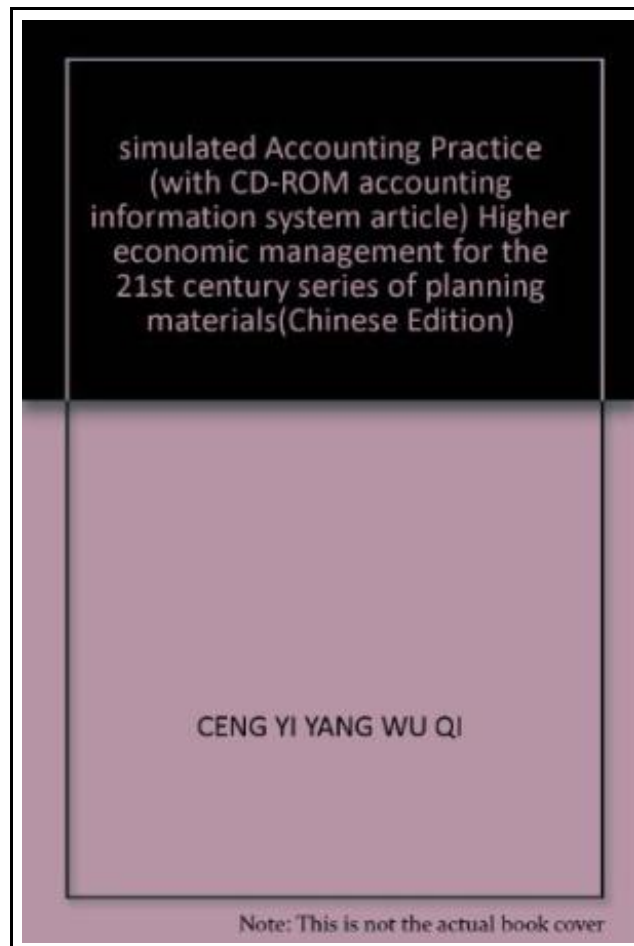 simulated Accounting Practice
(with CD-ROM accounting
information system article) Higher
economic management for the
21st century series of planning
materials(Chinese Edition)
CENG YI YANG WU QI
Note: This is not the actual book cover